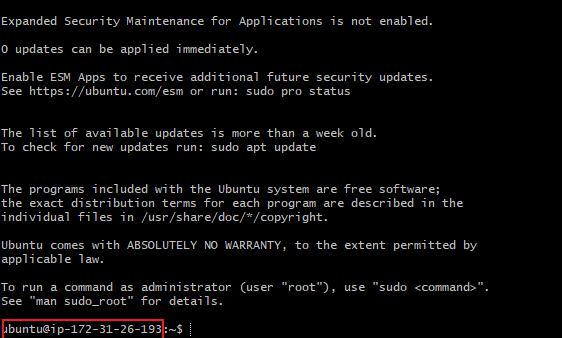 Expanded Security Maintenance for Applications is not enabled.
0 updates can be applied immediately.
Enable ESM Apps to receive additional future security updates.
See https://ubuntu.com/esm or run: sudo pro status
The list of available updates is more than a week old.
To check for new updates run: sudo apt update
The programs included with the Ubuntu system are free software;
the exact distribution terms for each program are described in the
individual files in /usr/share/doc/*/copyright.
Ubuntu comes with ABSOLUTELY NO WARRANTY, to the extent permitted by
applicable law.
To run a command as administrator (user "root"), use "sudo <command>".
See "man sudo_root" for details.
ubuntu@ip-172-31-26-193:~$